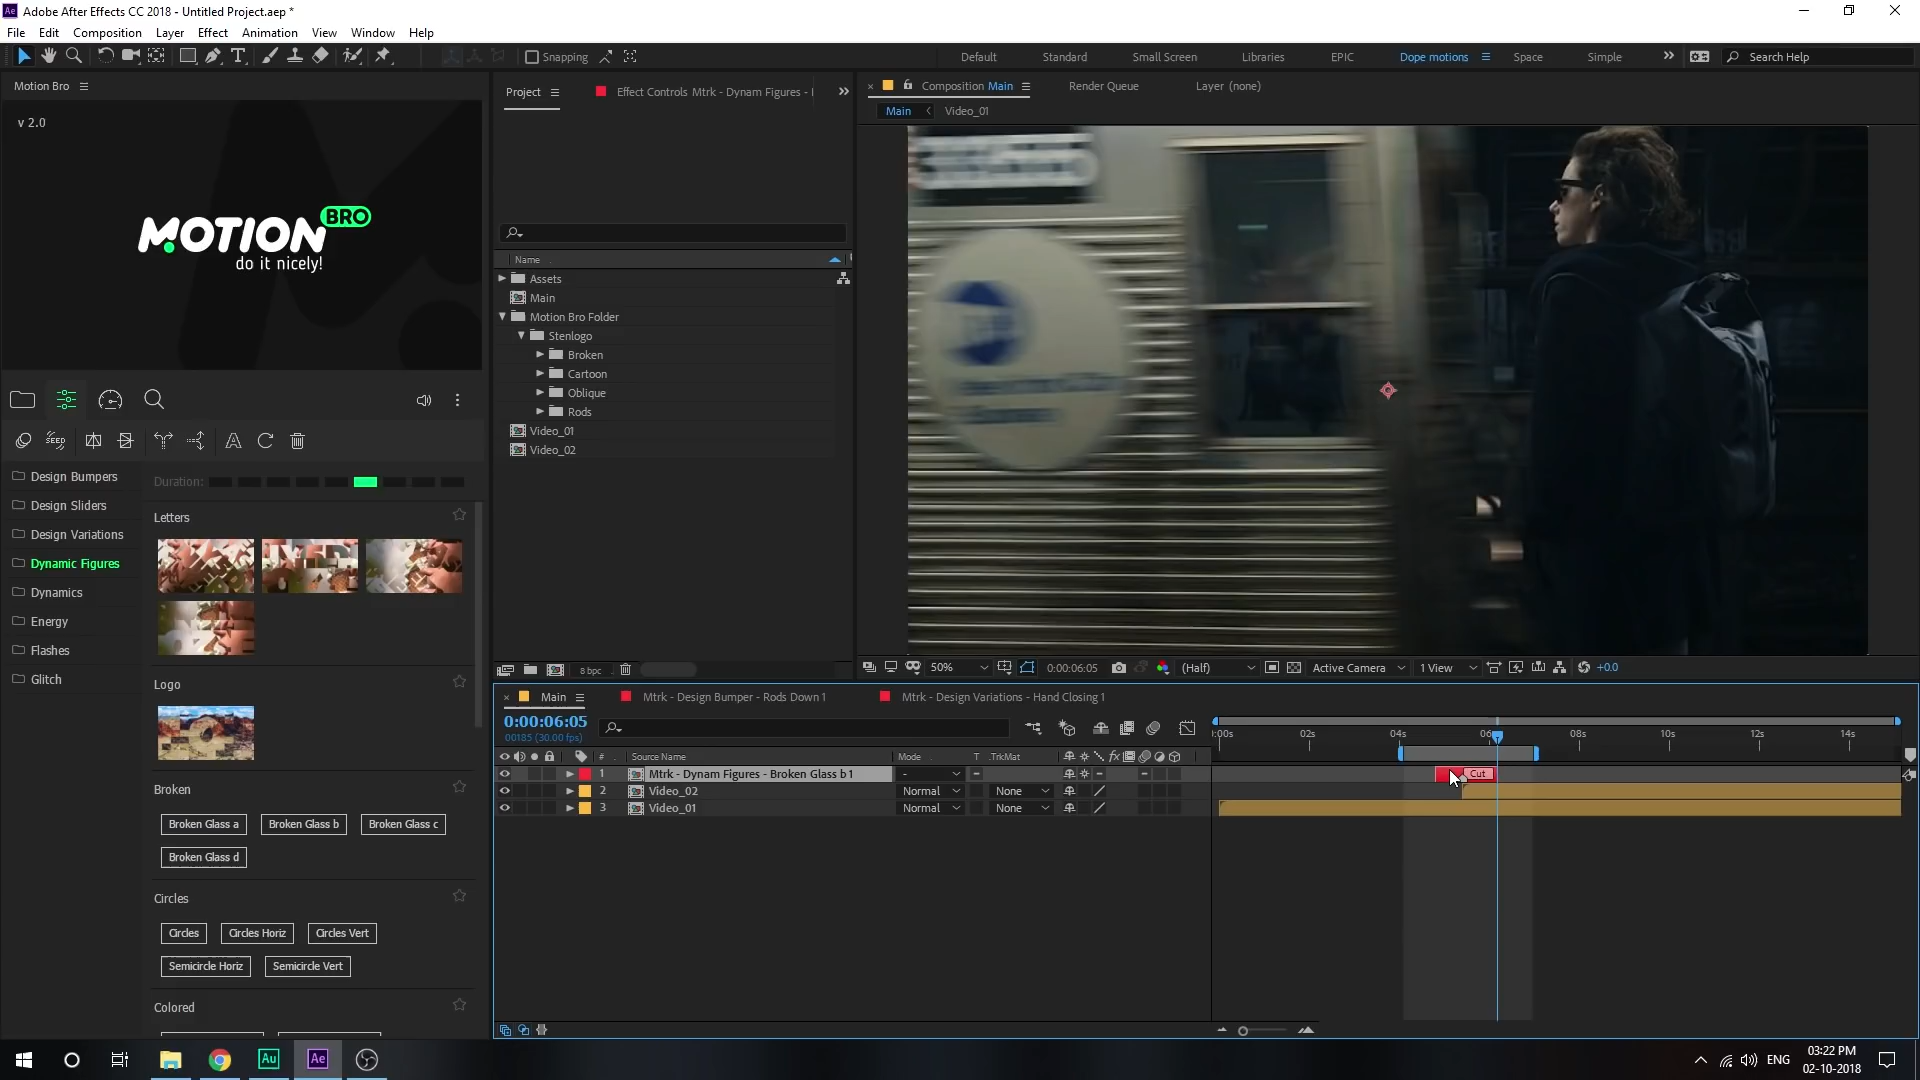 Adobe After Effects CC 2018 - Untitled Project.aep *
File Edit Composition Layer Effect Animation View Window Help
Snapping
Default Standard Small Screen Libraries EPIC Dope motions Space Simple Search Help
Motion Bro
v 2.0
MOTION BRO
do it nicely!
SEED
Design Bumpers
Design Sliders
Design Variations
Dynamic Figures
Dynamics
Energy
Flashes
Glitch
Duration:
Letters
Logo
Broken
Broken Glass a Broken Glass b Broken Glass c
Broken Glass d
Circles
Circles Circles Horiz Circles Vert
Semicircle Horiz Semicircle Vert
Colored
Project Effect Controls Mtrk - Dynam Figures -
Name
Assets
Main
Motion Bro Folder
Stenlogo
Broken
Cartoon
Oblique
Rods
Video_01
Video_02
8 bpc
Composition Main Render Queue Layer (none)
Main Video_01
50% 0:00:06:05 (Half) Active Camera 1 View +0.0
Main Mtrk - Design Bumper - Rods Down 1 Mtrk - Design Variations - Hand Closing 1
0:00:06:05
00185 (30.00 fps)
# Source Name Mode T .TrkMat
1 Mtrk - Dynam Figures - Broken Glass b 1 -
2 Video_02 Normal None
3 Video_01 Normal None
):00s 02s 04s 06s 08s 10s 12s 14s
Cut
Au Ae
ENG
03:22 PM
02-10-2018